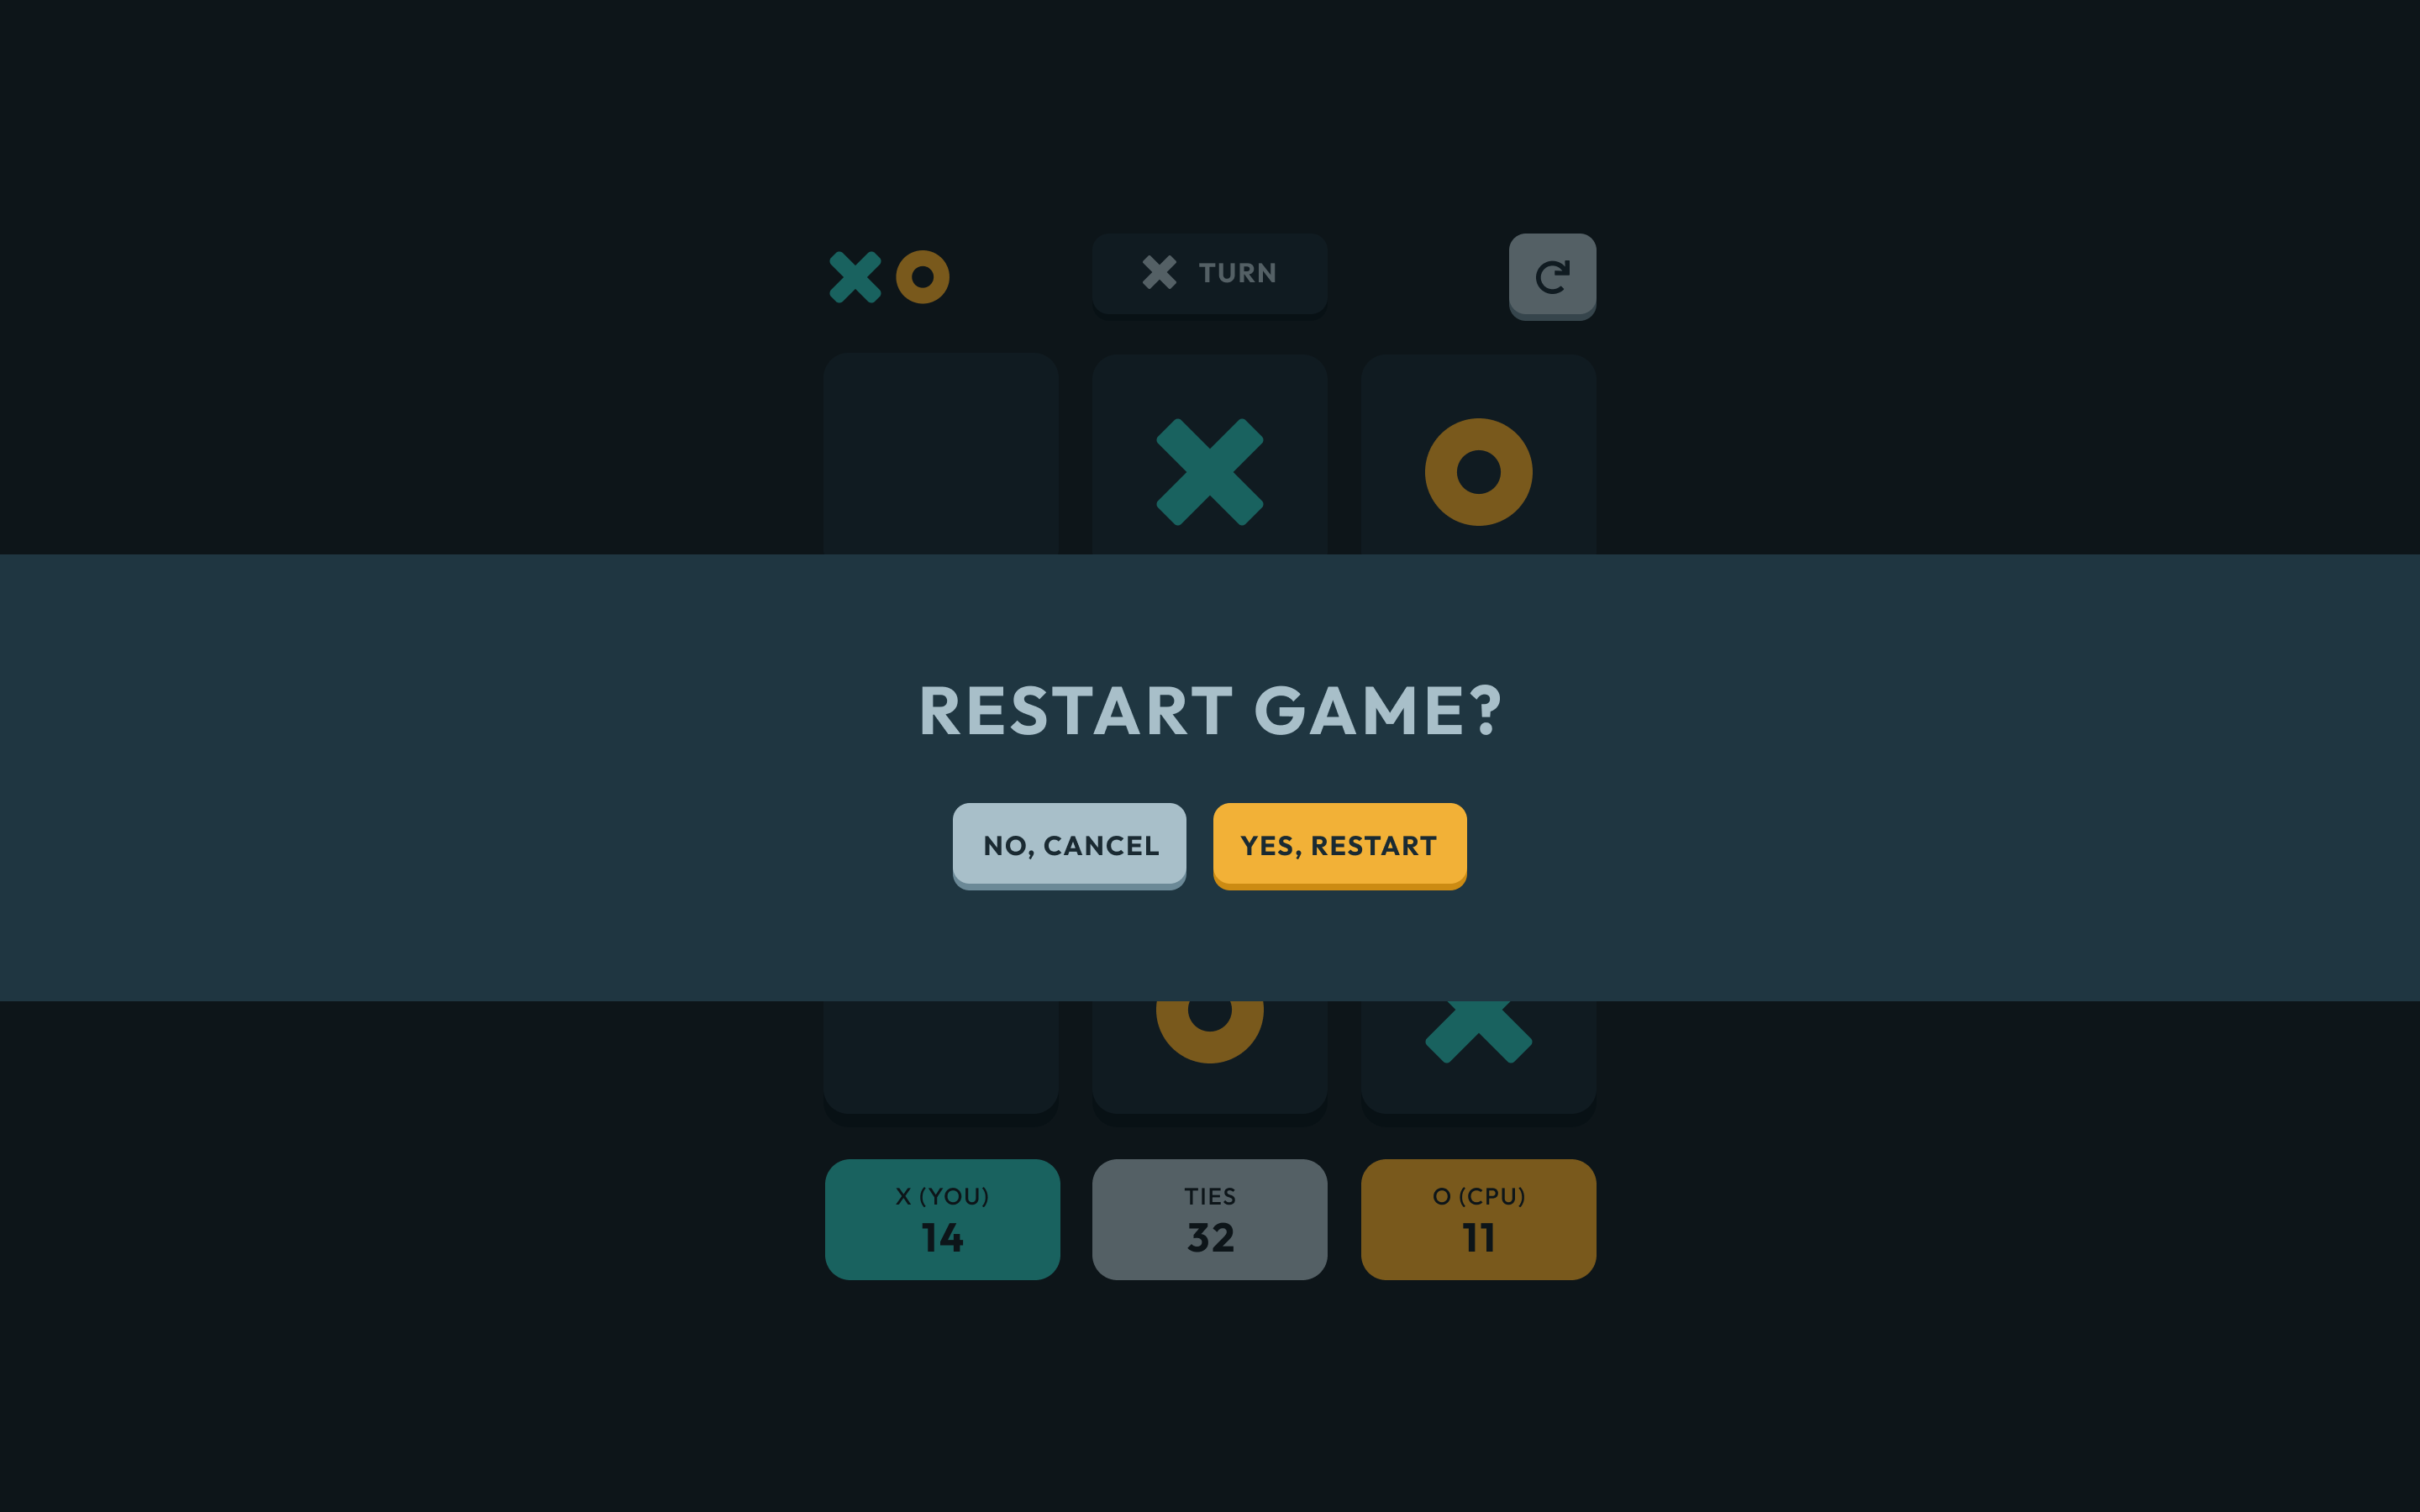 TURN
RESTART GAME?
NO, CANCEL
YES, RESTART
X (YOU)
14
TIES
32
O (CPU)
11